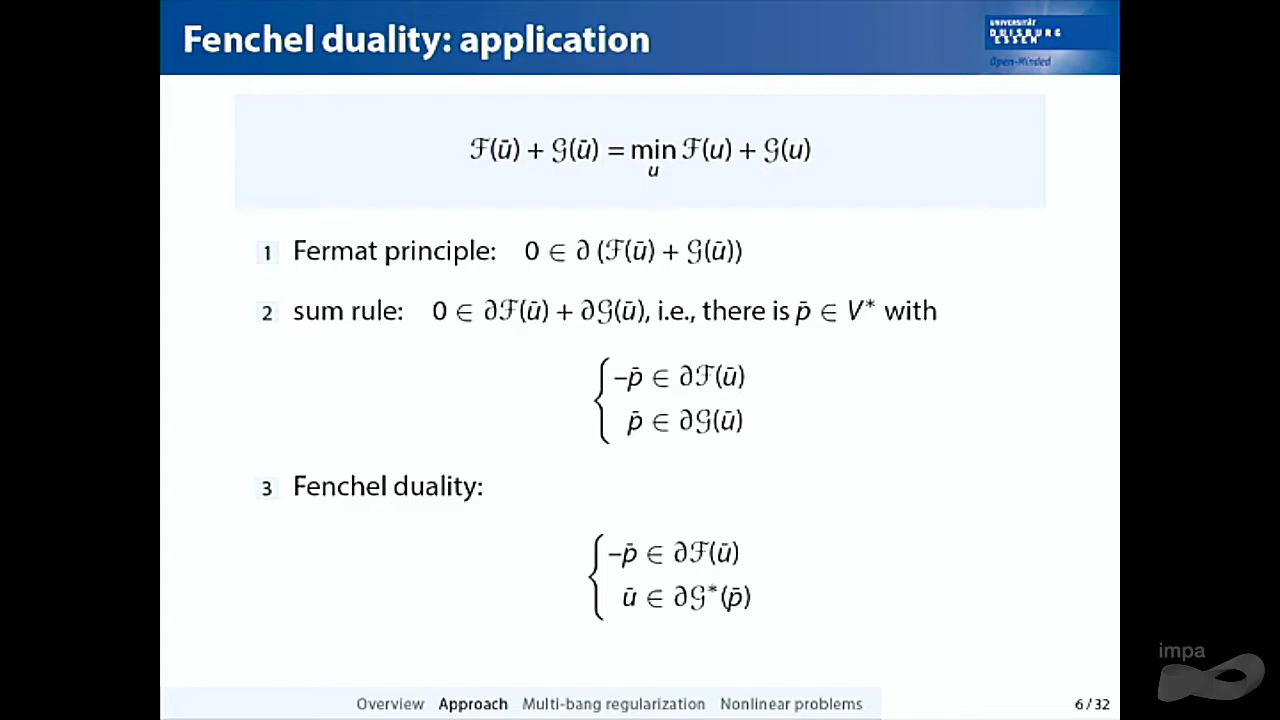 Fenchel duality: application
UNIVERSITÄT
DUISBURG
ESSEN
Open-Minded
ℱ(ū) + 𝒢(ū) = min ℱ(u) + 𝒢(u)
u
1 Fermat principle: 0 ∈ ∂ (ℱ(ū) + 𝒢(ū))
2 sum rule: 0 ∈ ∂ℱ(ū) + ∂𝒢(ū), i.e., there is p̄ ∈ V* with
{ –p̄ ∈ ∂ℱ(ū)
p̄ ∈ ∂𝒢(ū)
3 Fenchel duality:
{ –p̄ ∈ ∂ℱ(ū)
ū ∈ ∂𝒢*(p̄)
impa
Overview Approach Multi-bang regularization Nonlinear problems 6 / 32